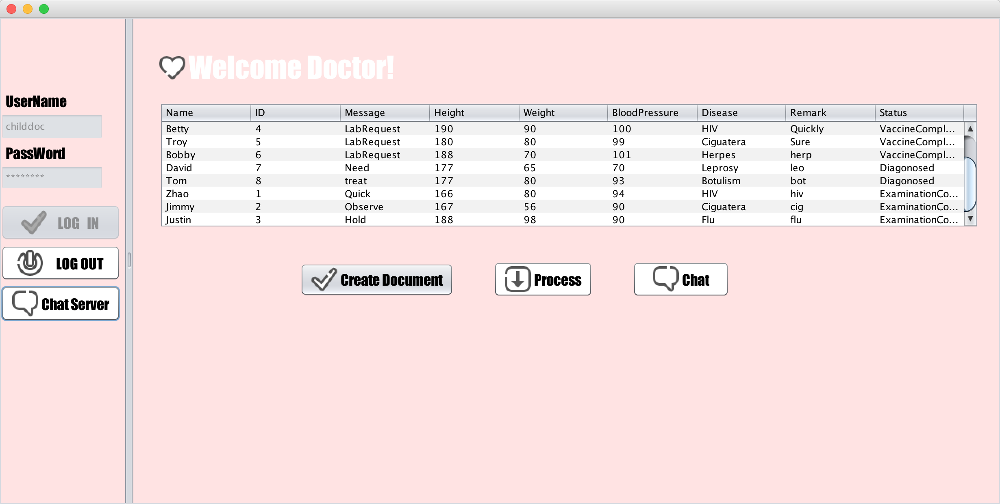 UserName
childdoc
PassWord
********
LOG IN
LOG OUT
Chat Server
Welcome Doctor!
Name ID Message Height Weight BloodPressure Disease Remark Status
Betty 4 LabRequest 190 90 100 HIV Quickly VaccineCompl...
Troy 5 LabRequest 180 80 99 Ciguatera Sure VaccineCompl...
Bobby 6 LabRequest 188 70 101 Herpes herp VaccineCompl...
David 7 Need 177 65 70 Leprosy leo Diagonosed
Tom 8 treat 177 80 93 Botulism bot Diagonosed
Zhao 1 Quick 166 80 94 HIV hiv ExaminationCo...
Jimmy 2 Observe 167 56 90 Ciguatera cig ExaminationCo...
Justin 3 Hold 188 98 90 Flu flu ExaminationCo...
Create Document Process Chat